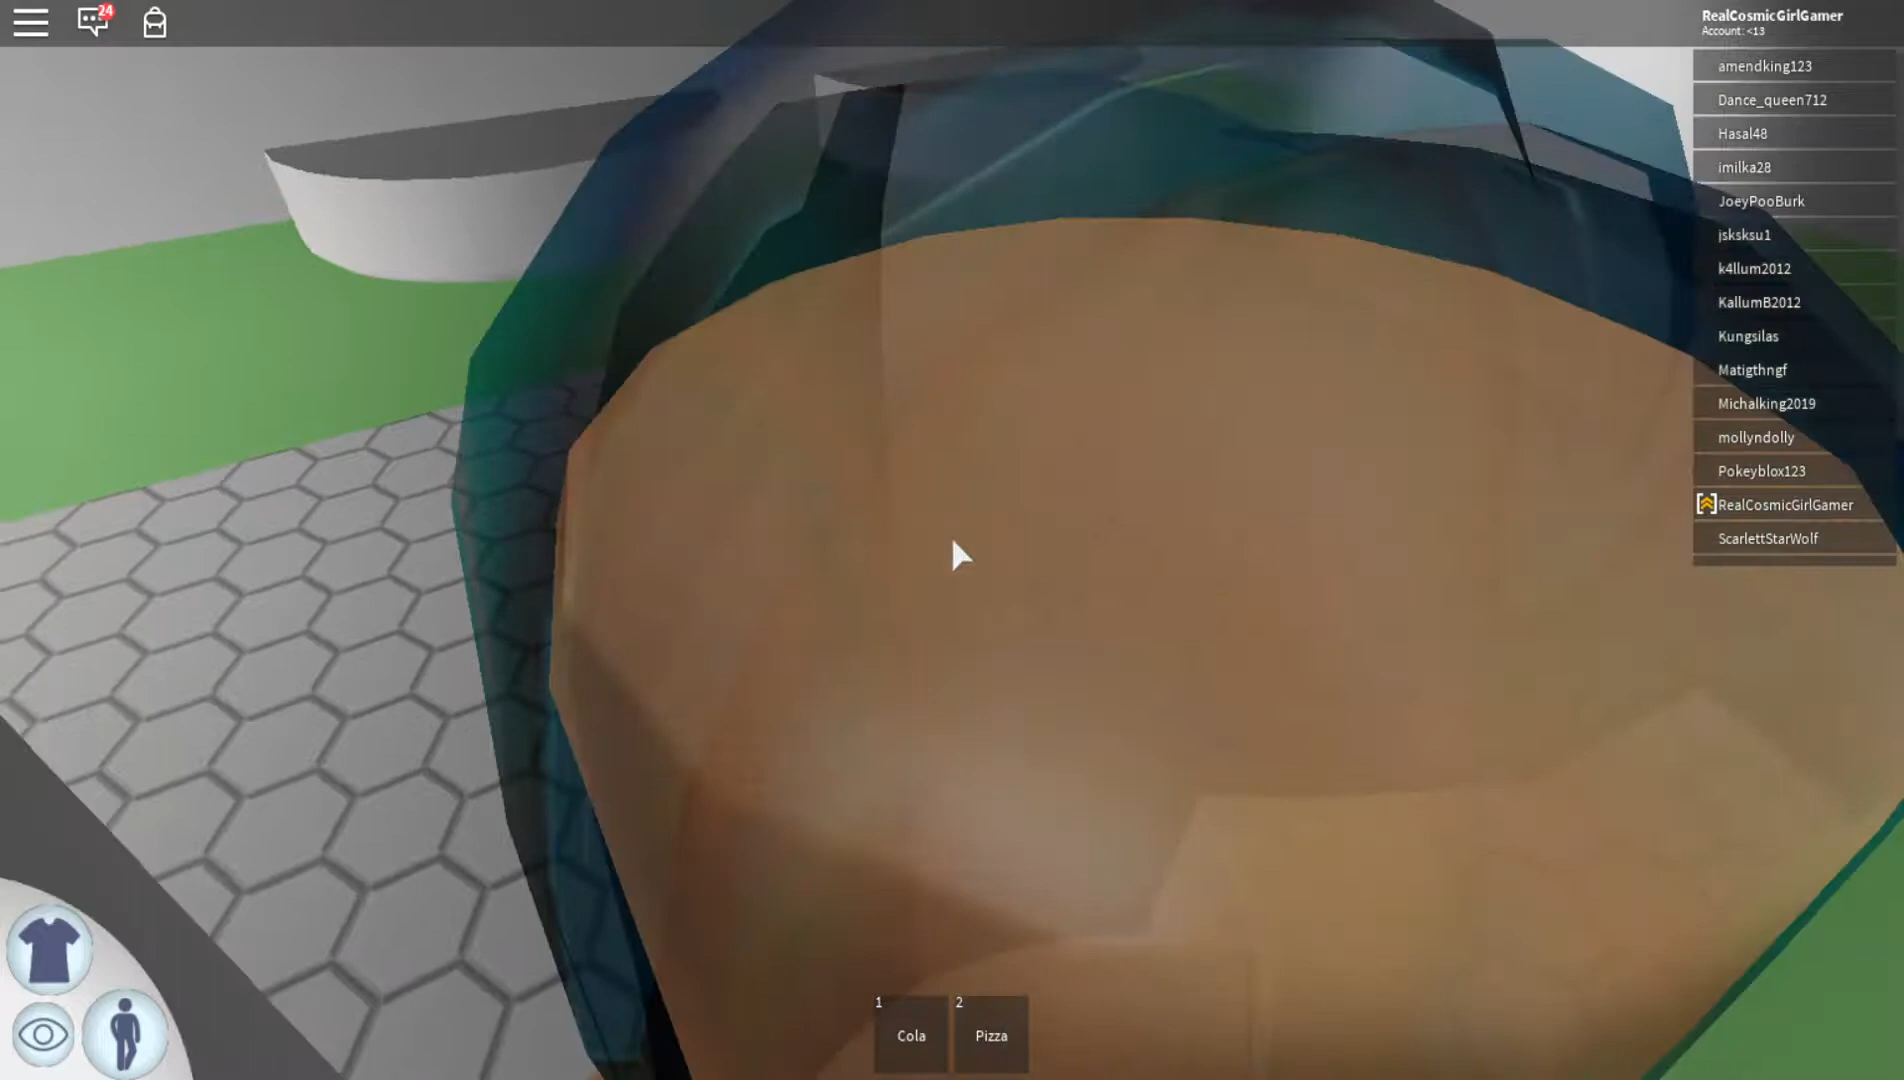 24
RealCosmicGirlGamer
Account: <13
amendking123
Dance_queen712
Hasal48
imilka28
JoeyPooBurk
jsksksu1
k4llum2012
KallumB2012
Kungsilas
Matigthngf
Michalking2019
mollyndolly
Pokeyblox123
RealCosmicGirlGamer
ScarlettStarWolf
1 2
Cola Pizza